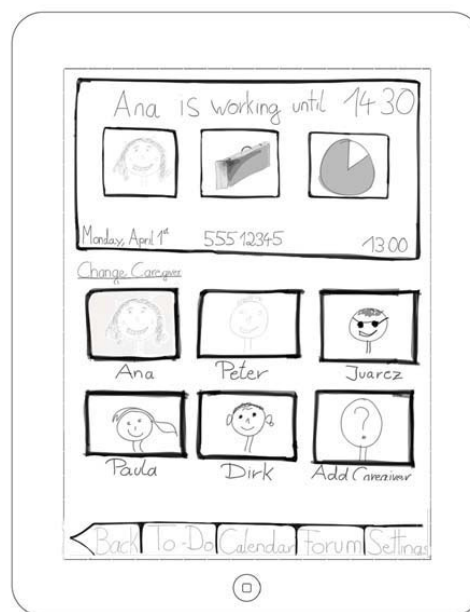 Ana is working until 14 30
Monday, April 1st 555 12345 13 00
Change Caregiver
Ana Peter Juarez
?
Paula Dirk Add Caregiver
Back To-Do Calendar Forum Settings